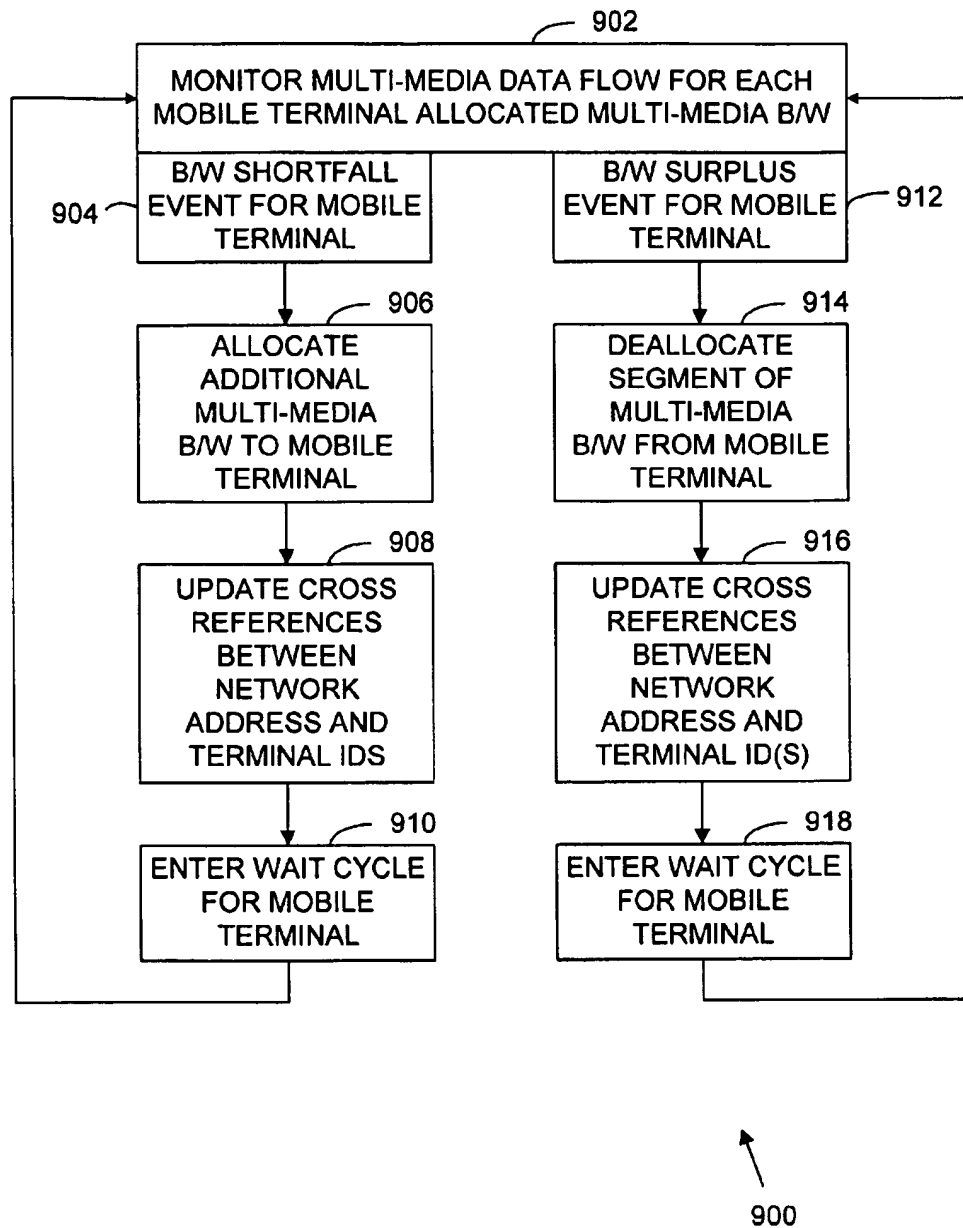 902
MONITOR MULTI-MEDIA DATA FLOW FOR EACH
MOBILE TERMINAL ALLOCATED MULTI-MEDIA B/W
904
B/W SHORTFALL
EVENT FOR MOBILE
TERMINAL
B/W SURPLUS
EVENT FOR MOBILE
TERMINAL
912
906
ALLOCATE
ADDITIONAL
MULTI-MEDIA
B/W TO MOBILE
TERMINAL
914
DEALLOCATE
SEGMENT OF
MULTI-MEDIA
B/W FROM MOBILE
TERMINAL
908
UPDATE CROSS
REFERENCES
BETWEEN
NETWORK
ADDRESS AND
TERMINAL IDS
916
UPDATE CROSS
REFERENCES
BETWEEN
NETWORK
ADDRESS AND
TERMINAL ID(S)
910
ENTER WAIT CYCLE
FOR MOBILE
TERMINAL
918
ENTER WAIT CYCLE
FOR MOBILE
TERMINAL
900